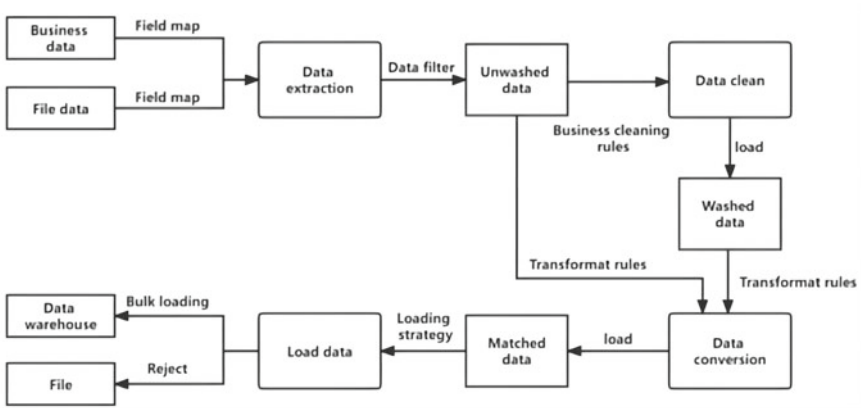 Business
data
Field map
File data
Field map
Data
extraction
Data filter
Unwashed
data
Data clean
Business cleaning
rules
load
Washed
data
Transformat rules
Transformat rules
Data
warehouse
Bulk loading
File
Reject
Load data
Loading
strategy
Matched
data
load
Data
conversion